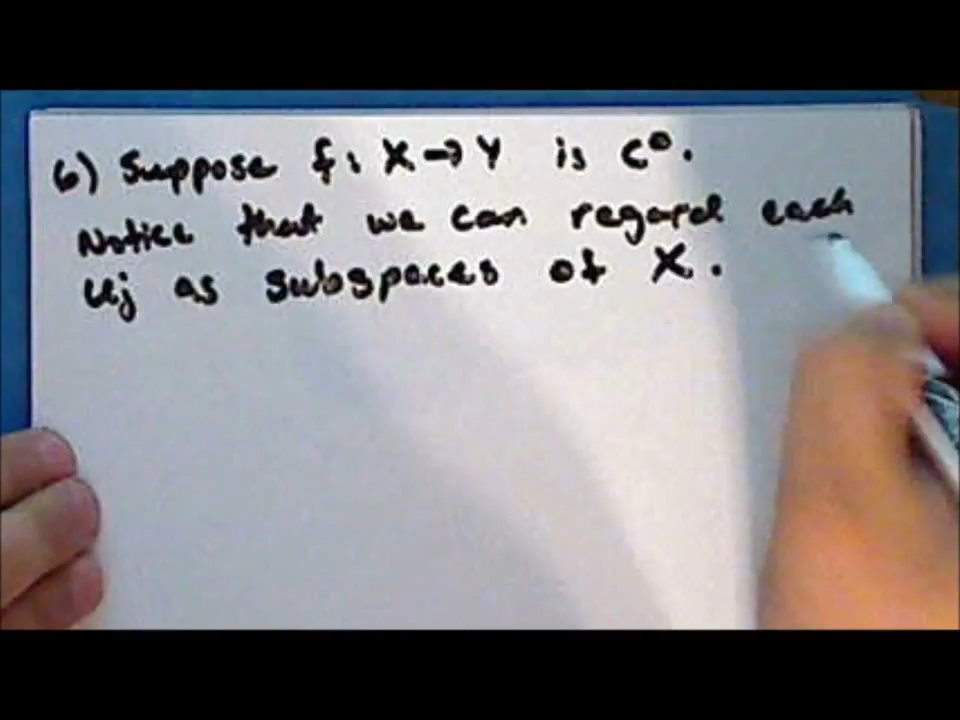 6) Suppose f: X → Y is C⁰.
Notice that we can regard each
Uj as subspaces of X.